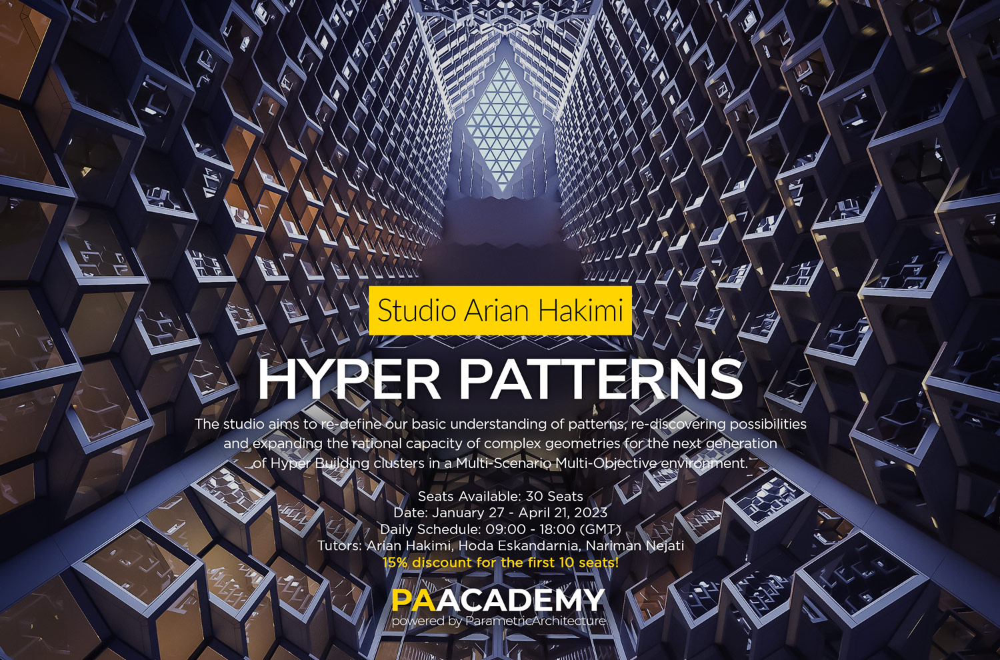 Studio Arian Hakimi
HYPER PATTERNS
The studio aims to re-define our basic understanding of patterns, re-discovering possibilities
and expanding the rational capacity of complex geometries for the next generation
of Hyper Building clusters in a Multi-Scenario Multi-Objective environment.
Seats Available: 30 Seats
Date: January 27 - April 21, 2023
Daily Schedule: 09:00 - 18:00 (GMT)
Tutors: Arian Hakimi, Hoda Eskandarnia, Nariman Nejati
15% discount for the first 10 seats!
PAACADEMY
powered by ParametricArchitecture